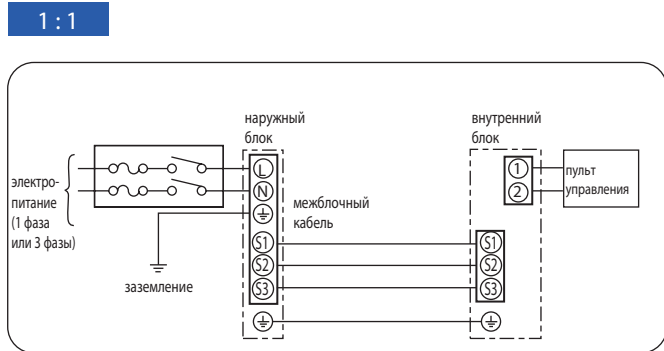 1 : 1
наружный
блок
внутренний
блок
электро-
питание
(1 фаза
или 3 фазы)
L
N
межблочный
кабель
S1
S2
S3
заземление
1
2
пульт
управления
S1
S2
S3